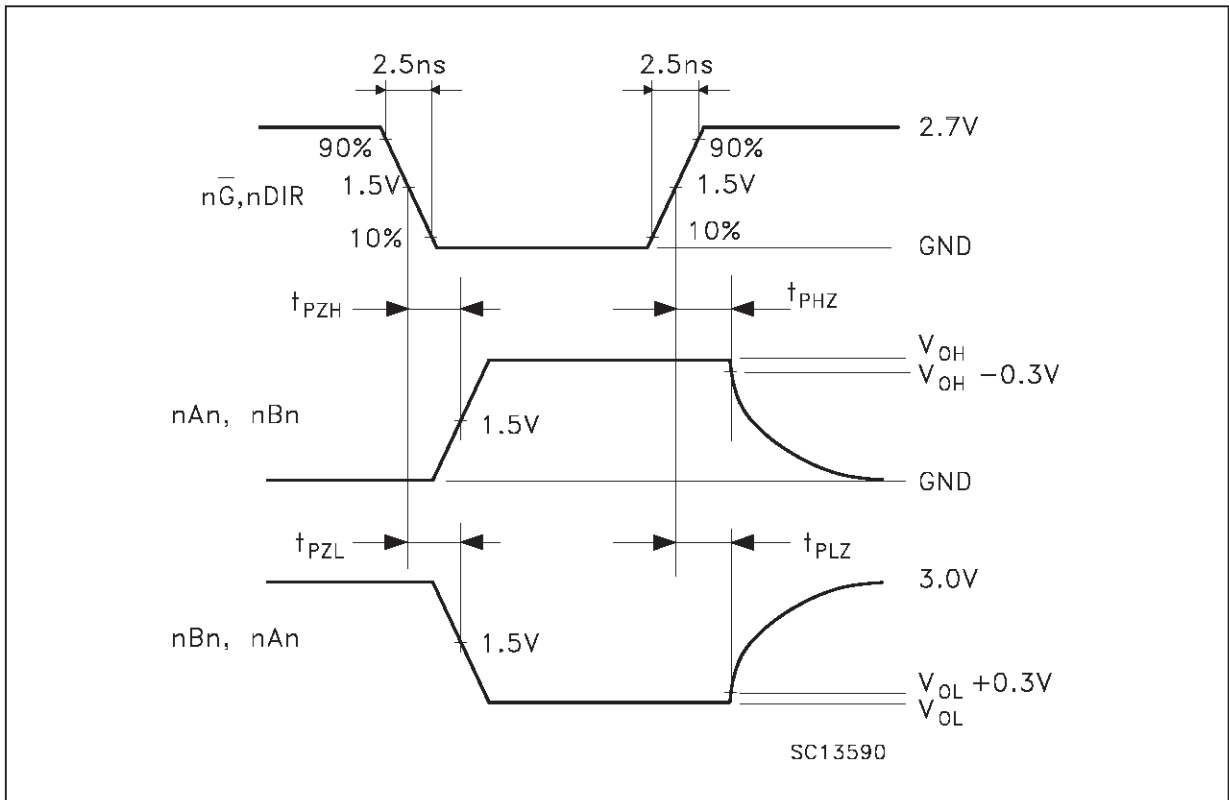 2.5ns 2.5ns
2.7V
90% 90%
nG̅,nDIR 1.5V 1.5V
10% 10%
GND
tPZH tPHZ
VOH
VOH −0.3V
nAn, nBn 1.5V
GND
tPZL tPLZ
3.0V
nBn, nAn 1.5V
VOL +0.3V
VOL
SC13590